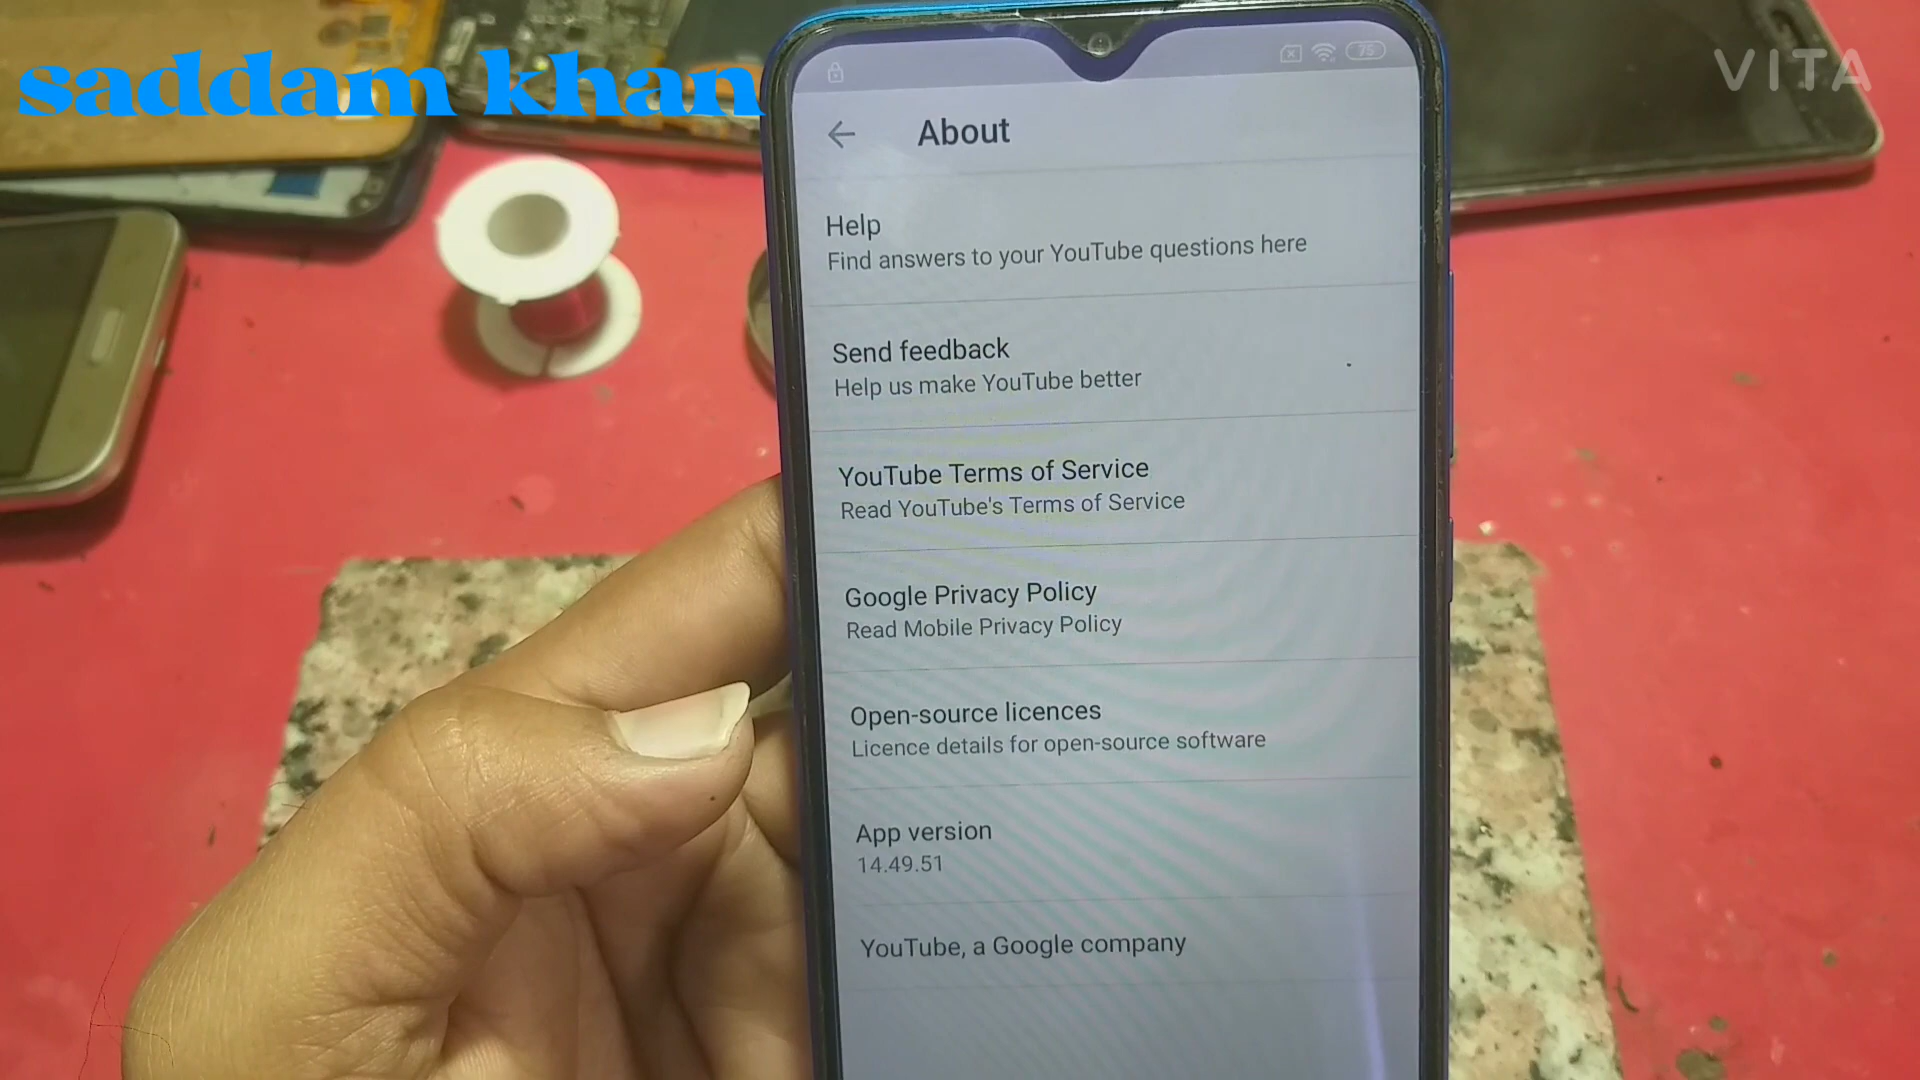 saddam khan
VITA
75
About
Help
Find answers to your YouTube questions here
Send feedback
Help us make YouTube better
YouTube Terms of Service
Read YouTube's Terms of Service
Google Privacy Policy
Read Mobile Privacy Policy
Open-source licences
Licence details for open-source software
App version
14.49.51
YouTube, a Google company